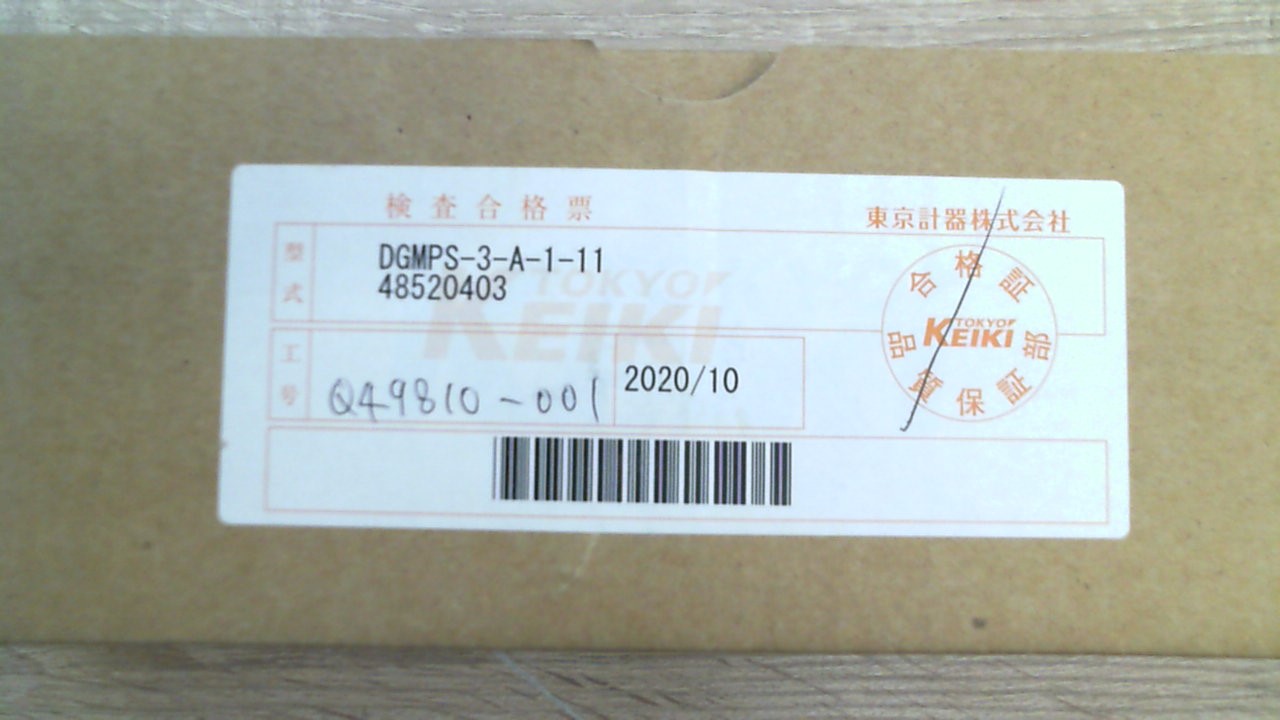 検査合格票
東京計器株式会社
型式
DGMPS-3-A-1-11
48520403
TOKYO
KEIKI
合格証
TOKYO
KEIKI
品質保証部
工号
Q49810-001
2020/10